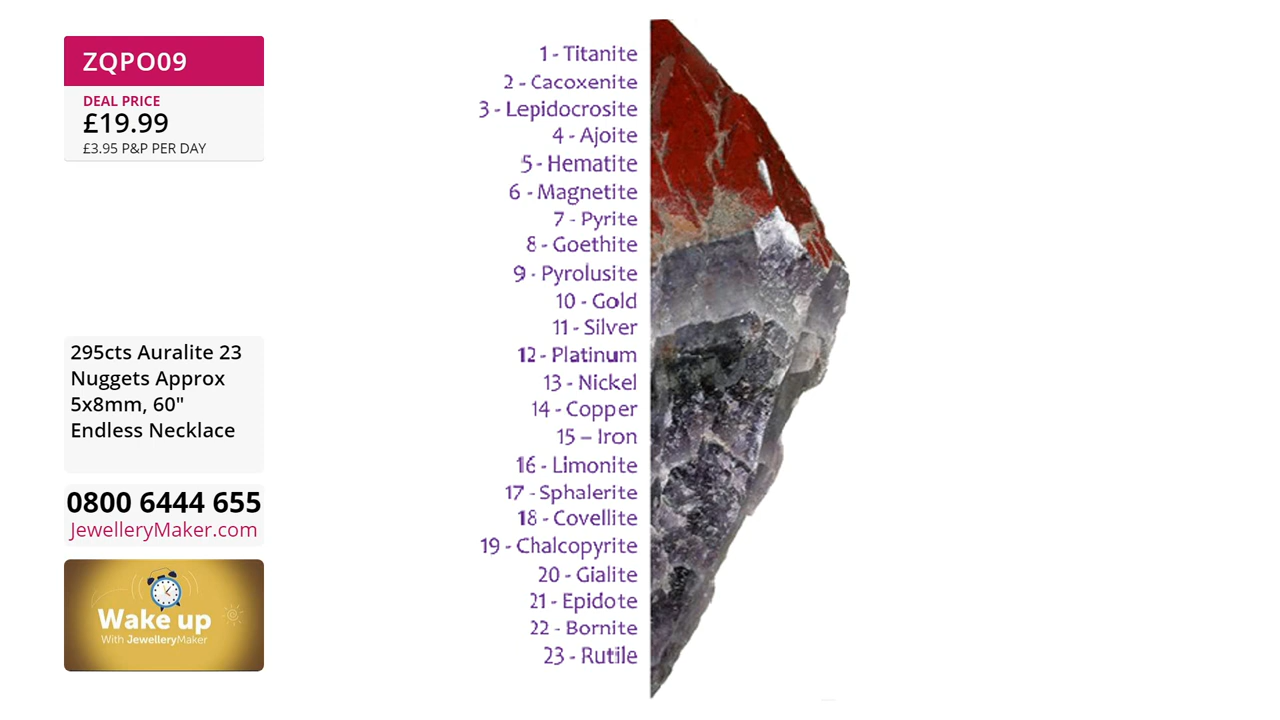 ZQPO09
DEAL PRICE
£19.99
£3.95 P&P PER DAY
295cts Auralite 23
Nuggets Approx
5x8mm, 60"
Endless Necklace
0800 6444 655
JewelleryMaker.com
Wake up
With JewelleryMaker
1 - Titanite
2 - Cacoxenite
3 - Lepidocrosite
4 - Ajoite
5 - Hematite
6 - Magnetite
7 - Pyrite
8 - Goethite
9 - Pyrolusite
10 - Gold
11 - Silver
12 - Platinum
13 - Nickel
14 - Copper
15 – Iron
16 - Limonite
17 - Sphalerite
18 - Covellite
19 - Chalcopyrite
20 - Gialite
21 - Epidote
22 - Bornite
23 - Rutile